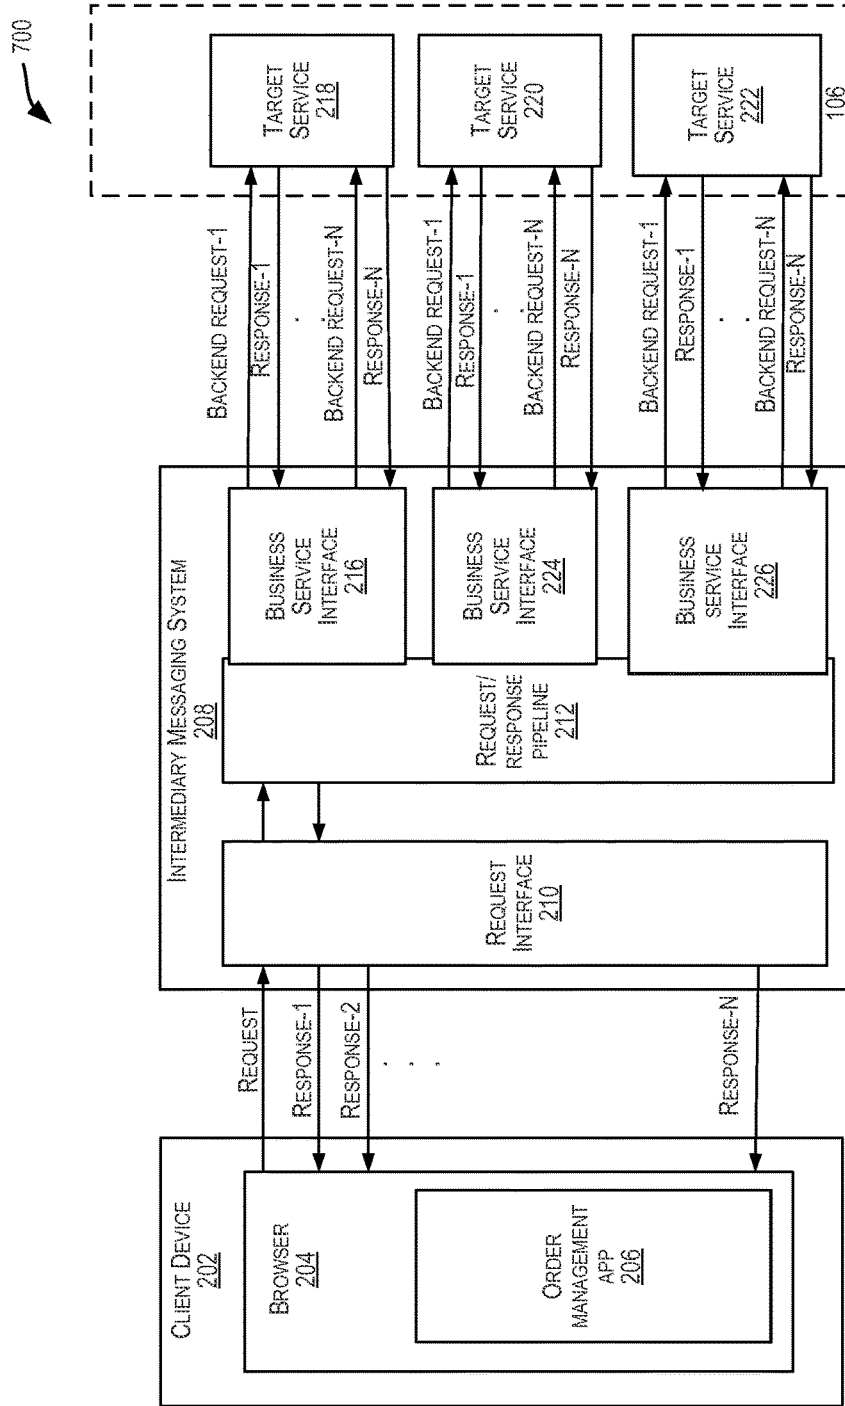 700
CLIENT DEVICE
202
BROWSER
204
ORDER
MANAGEMENT
APP
206
REQUEST
RESPONSE-1
RESPONSE-2
. . .
RESPONSE-N
INTERMEDIARY MESSAGING SYSTEM
208
REQUEST
INTERFACE
210
REQUEST/
RESPONSE
PIPELINE
212
BUSINESS
SERVICE
INTERFACE
216
BUSINESS
SERVICE
INTERFACE
224
BUSINESS
SERVICE
INTERFACE
226
BACKEND REQUEST-1
RESPONSE-1
. . .
BACKEND REQUEST-N
RESPONSE-N
BACKEND REQUEST-1
RESPONSE-1
. . .
BACKEND REQUEST-N
RESPONSE-N
BACKEND REQUEST-1
RESPONSE-1
. . .
BACKEND REQUEST-N
RESPONSE-N
TARGET
SERVICE
218
TARGET
SERVICE
220
TARGET
SERVICE
222
106